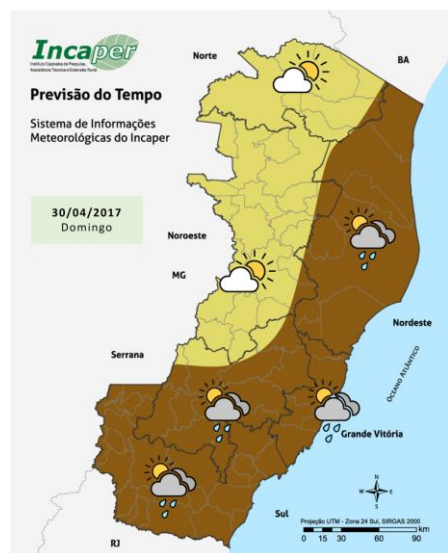 Incaper
Instituto Capixaba de Pesquisa,
Assistência Técnica e Extensão Rural
Previsão do Tempo
Sistema de Informações
Meteorológicas do Incaper
30/04/2017
Domingo
Norte
BA
Noroeste
MG
Nordeste
OCEANO ATLÂNTICO
Serrana
Grande Vitória
Sul
RJ
N
W
E
S
Projeção UTM - Zona 24 Sul, SIRGAS 2000
km
0 15 30 60 90